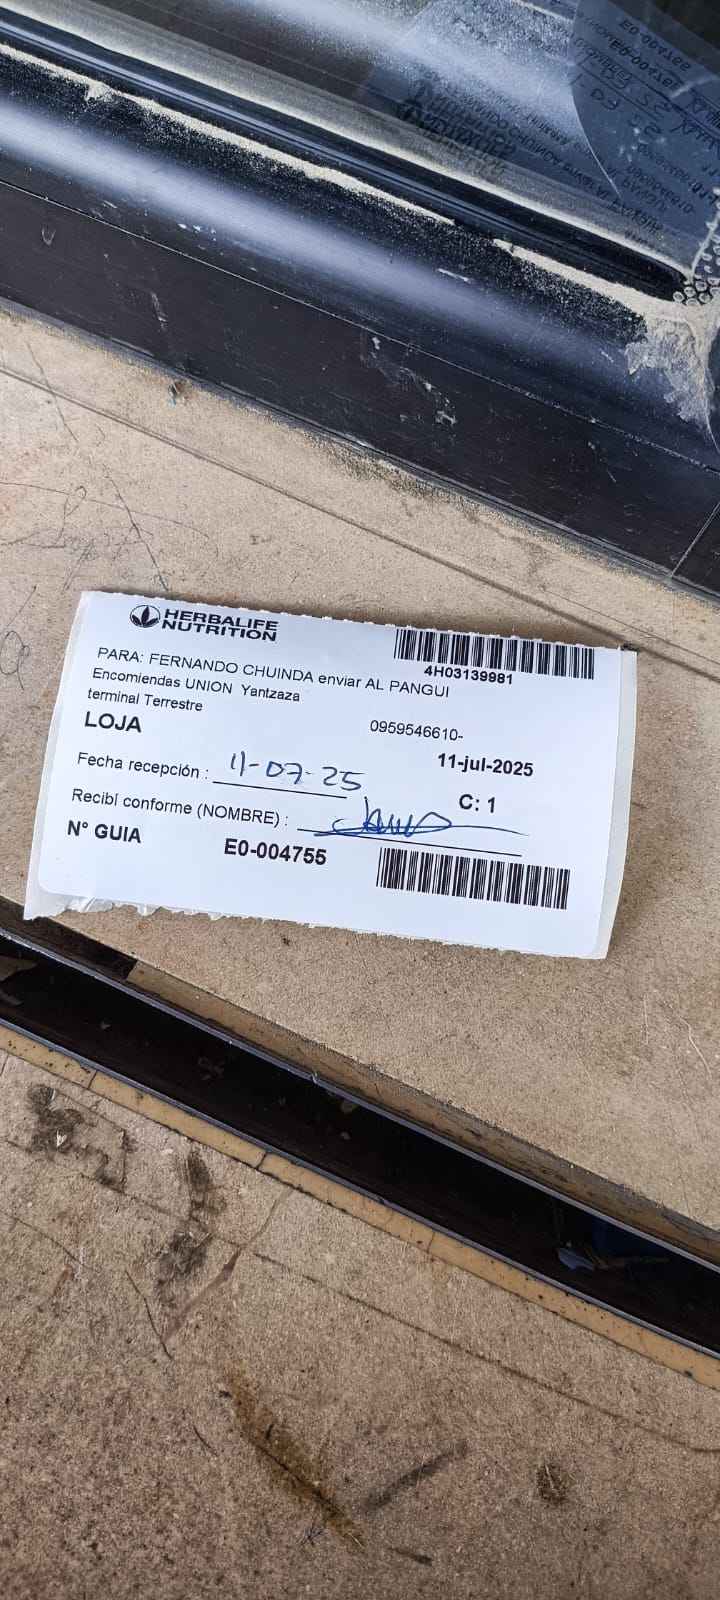 HERBALIFE
NUTRITION
4H03139981
PARA: FERNANDO CHUINDA enviar AL PANGUI
Encomiendas UNION Yantzaza
terminal Terrestre
0959546610-
LOJA
11-jul-2025
Fecha recepción : 11-07-25
C: 1
Recibí conforme (NOMBRE) :
N° GUIA E0-004755